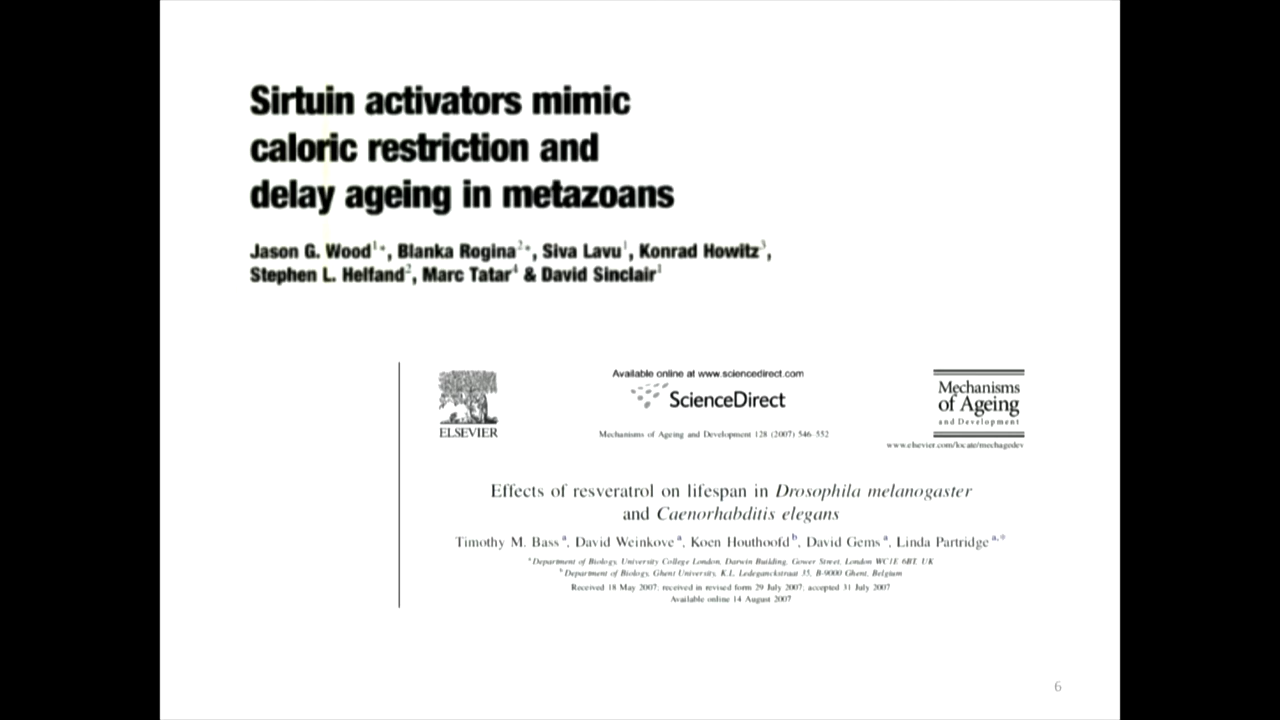 Sirtuin activators mimic
caloric restriction and
delay ageing in metazoans
Jason G. Wood1*, Blanka Rogina2*, Siva Lavu1, Konrad Howitz3,
Stephen L. Helfand2, Marc Tatar4 & David Sinclair1
Available online at www.sciencedirect.com
ScienceDirect
ELSEVIER
Mechanisms of Ageing and Development 128 (2007) 546–552
Mechanisms
of Ageing
and Development
www.elsevier.com/locate/mechagedev
Effects of resveratrol on lifespan in Drosophila melanogaster
and Caenorhabditis elegans
Timothy M. Bass a, David Weinkove a, Koen Houthoofd b, David Gems a, Linda Partridge a,*
a Department of Biology, University College London, Darwin Building, Gower Street, London WC1E 6BT, UK
b Department of Biology, Ghent University, K.L. Ledeganckstraat 35, B-9000 Ghent, Belgium
Received 18 May 2007; received in revised form 29 July 2007; accepted 31 July 2007
Available online 14 August 2007
6